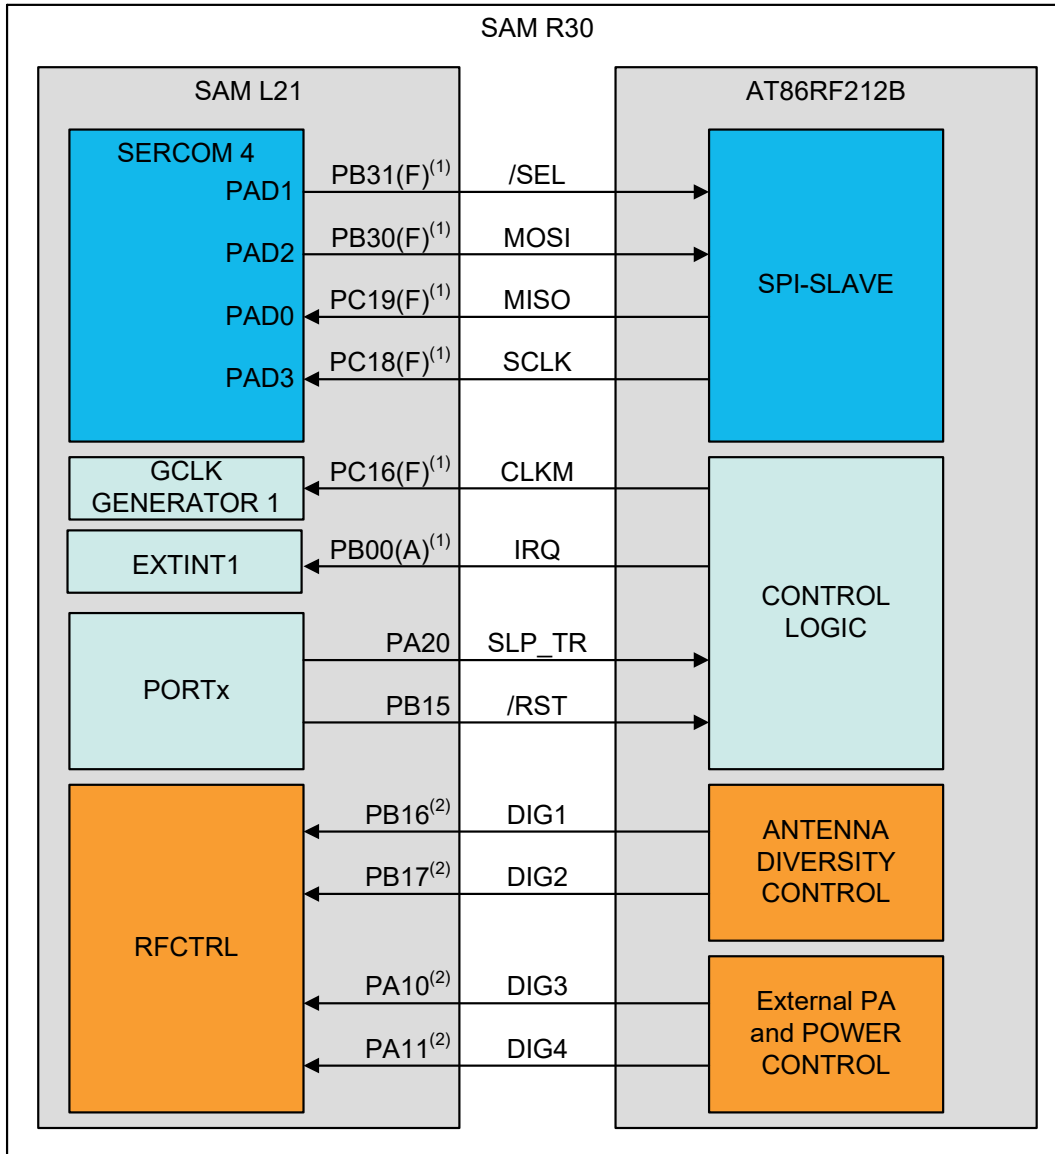 SAM R30
SAM L21
AT86RF212B
SERCOM 4
PAD1
PB31(F)(1)
/SEL
PAD2
PB30(F)(1)
MOSI
PAD0
PC19(F)(1)
MISO
PAD3
PC18(F)(1)
SCLK
SPI-SLAVE
GCLK
GENERATOR 1
PC16(F)(1)
CLKM
EXTINT1
PB00(A)(1)
IRQ
PORTx
PA20
SLP_TR
PB15
/RST
CONTROL
LOGIC
RFCTRL
PB16(2)
DIG1
PB17(2)
DIG2
ANTENNA
DIVERSITY
CONTROL
PA10(2)
DIG3
PA11(2)
DIG4
External PA
and POWER
CONTROL